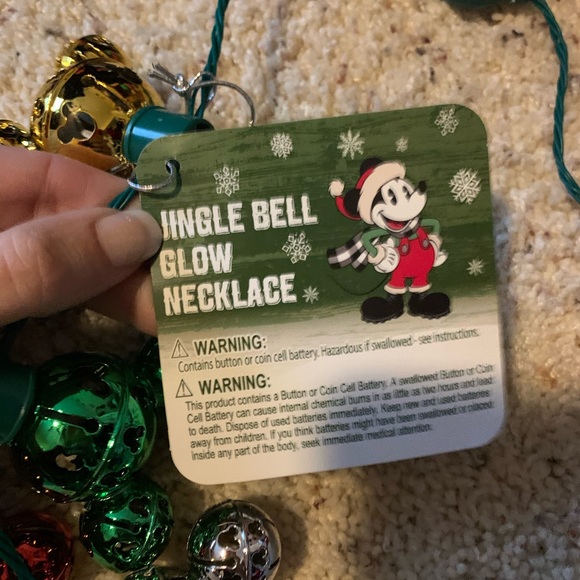 JINGLE BELL
GLOW
NECKLACE
WARNING:
Contains button or coin cell battery. Hazardous if swallowed - see instructions.
WARNING:
This product contains a Button or Coin Cell Battery. A swallowed Button or Coin
Cell Battery can cause internal chemical burns in as little as two hours and lead
to death. Dispose of used batteries immediately. Keep new and used batteries
away from children. If you think batteries might have been swallowed or placed
inside any part of the body, seek immediate medical attention.